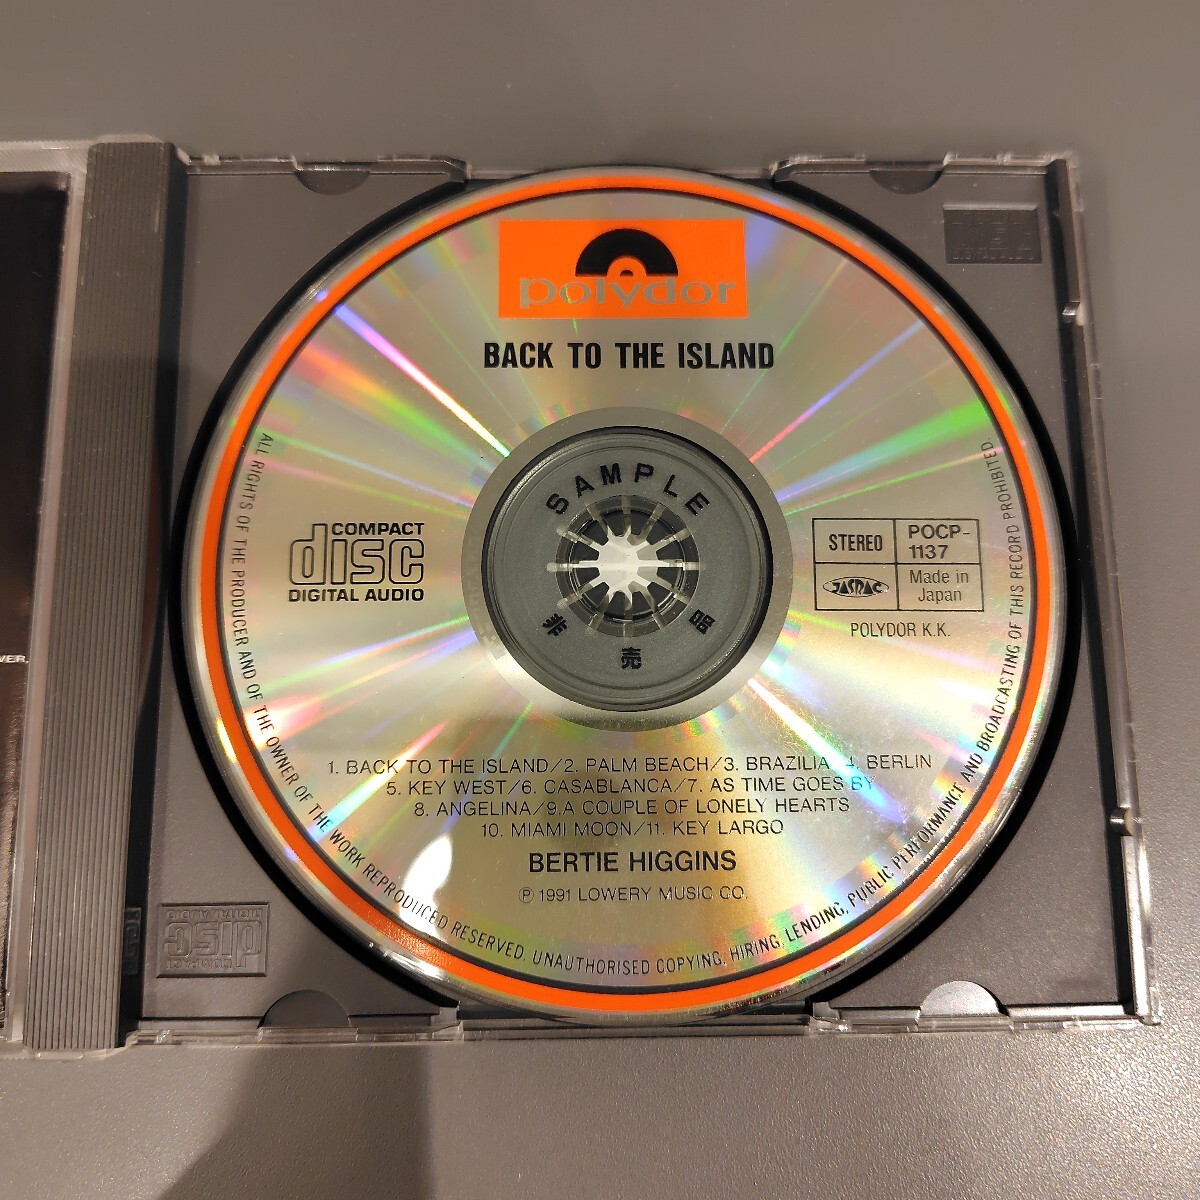 polydor
BACK TO THE ISLAND
SAMPLE
非売品
COMPACT
disc
DIGITAL AUDIO
STEREO
POCP-
1137
JASRAC
Made in
Japan
POLYDOR K.K.
1. BACK TO THE ISLAND/2. PALM BEACH/3. BRAZILIA/4. BERLIN
5. KEY WEST/6. CASABLANCA/7. AS TIME GOES BY
8. ANGELINA/9.A COUPLE OF LONELY HEARTS
10. MIAMI MOON/11. KEY LARGO
BERTIE HIGGINS
Ⓟ 1991 LOWERY MUSIC CO.
ALL RIGHTS OF THE PRODUCER AND OF THE OWNER OF THE WORK REPRODUCED RESERVED. UNAUTHORISED COPYING, HIRING, LENDING, PUBLIC PERFORMANCE AND BROADCASTING OF THIS RECORD PROHIBITED.
COMPACT
disc
DIGITAL AUDIO